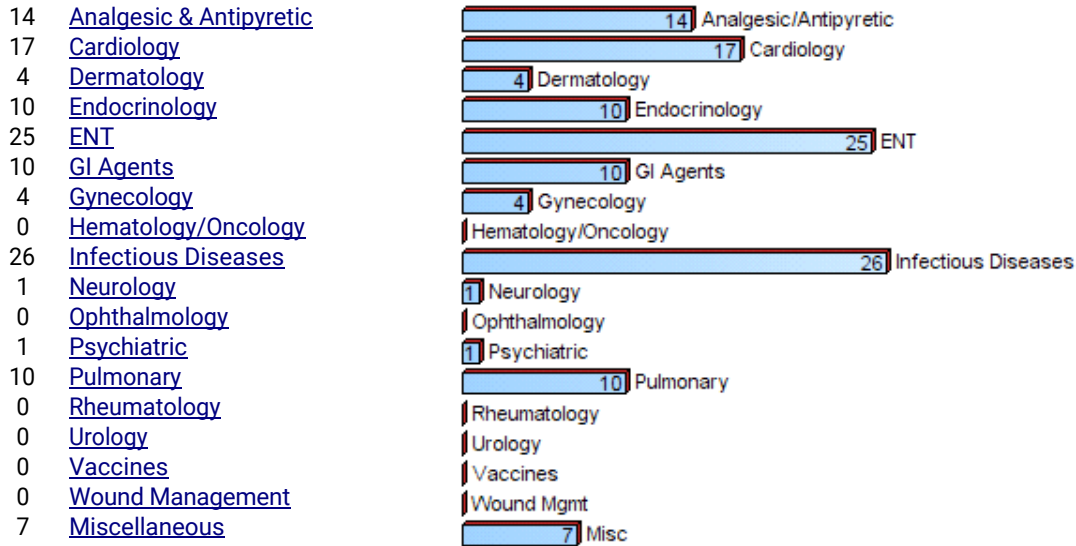 14 Analgesic & Antipyretic
17 Cardiology
4 Dermatology
10 Endocrinology
25 ENT
10 GI Agents
4 Gynecology
0 Hematology/Oncology
26 Infectious Diseases
1 Neurology
0 Ophthalmology
1 Psychiatric
10 Pulmonary
0 Rheumatology
0 Urology
0 Vaccines
0 Wound Management
7 Miscellaneous
14 Analgesic/Antipyretic
17 Cardiology
4 Dermatology
10 Endocrinology
25 ENT
10 GI Agents
4 Gynecology
Hematology/Oncology
26 Infectious Diseases
1 Neurology
Ophthalmology
1 Psychiatric
10 Pulmonary
Rheumatology
Urology
Vaccines
Wound Mgmt
7 Misc